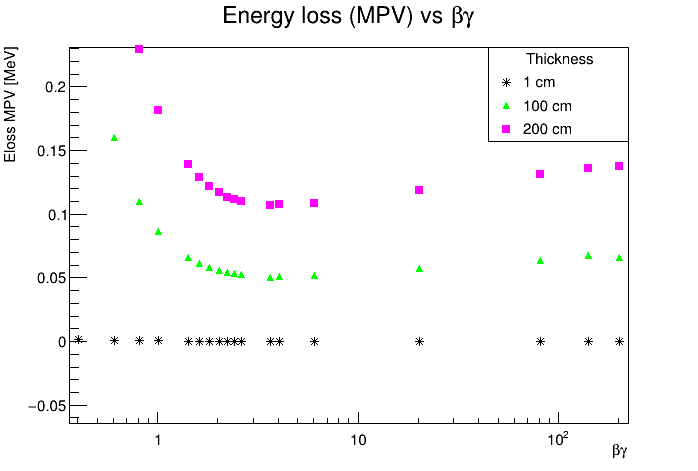 Energy loss (MPV) vs βγ
Eloss MPV [MeV]
Thickness
1 cm
100 cm
200 cm
0.2
0.15
0.1
0.05
0
−0.05
1
10
10²
βγ